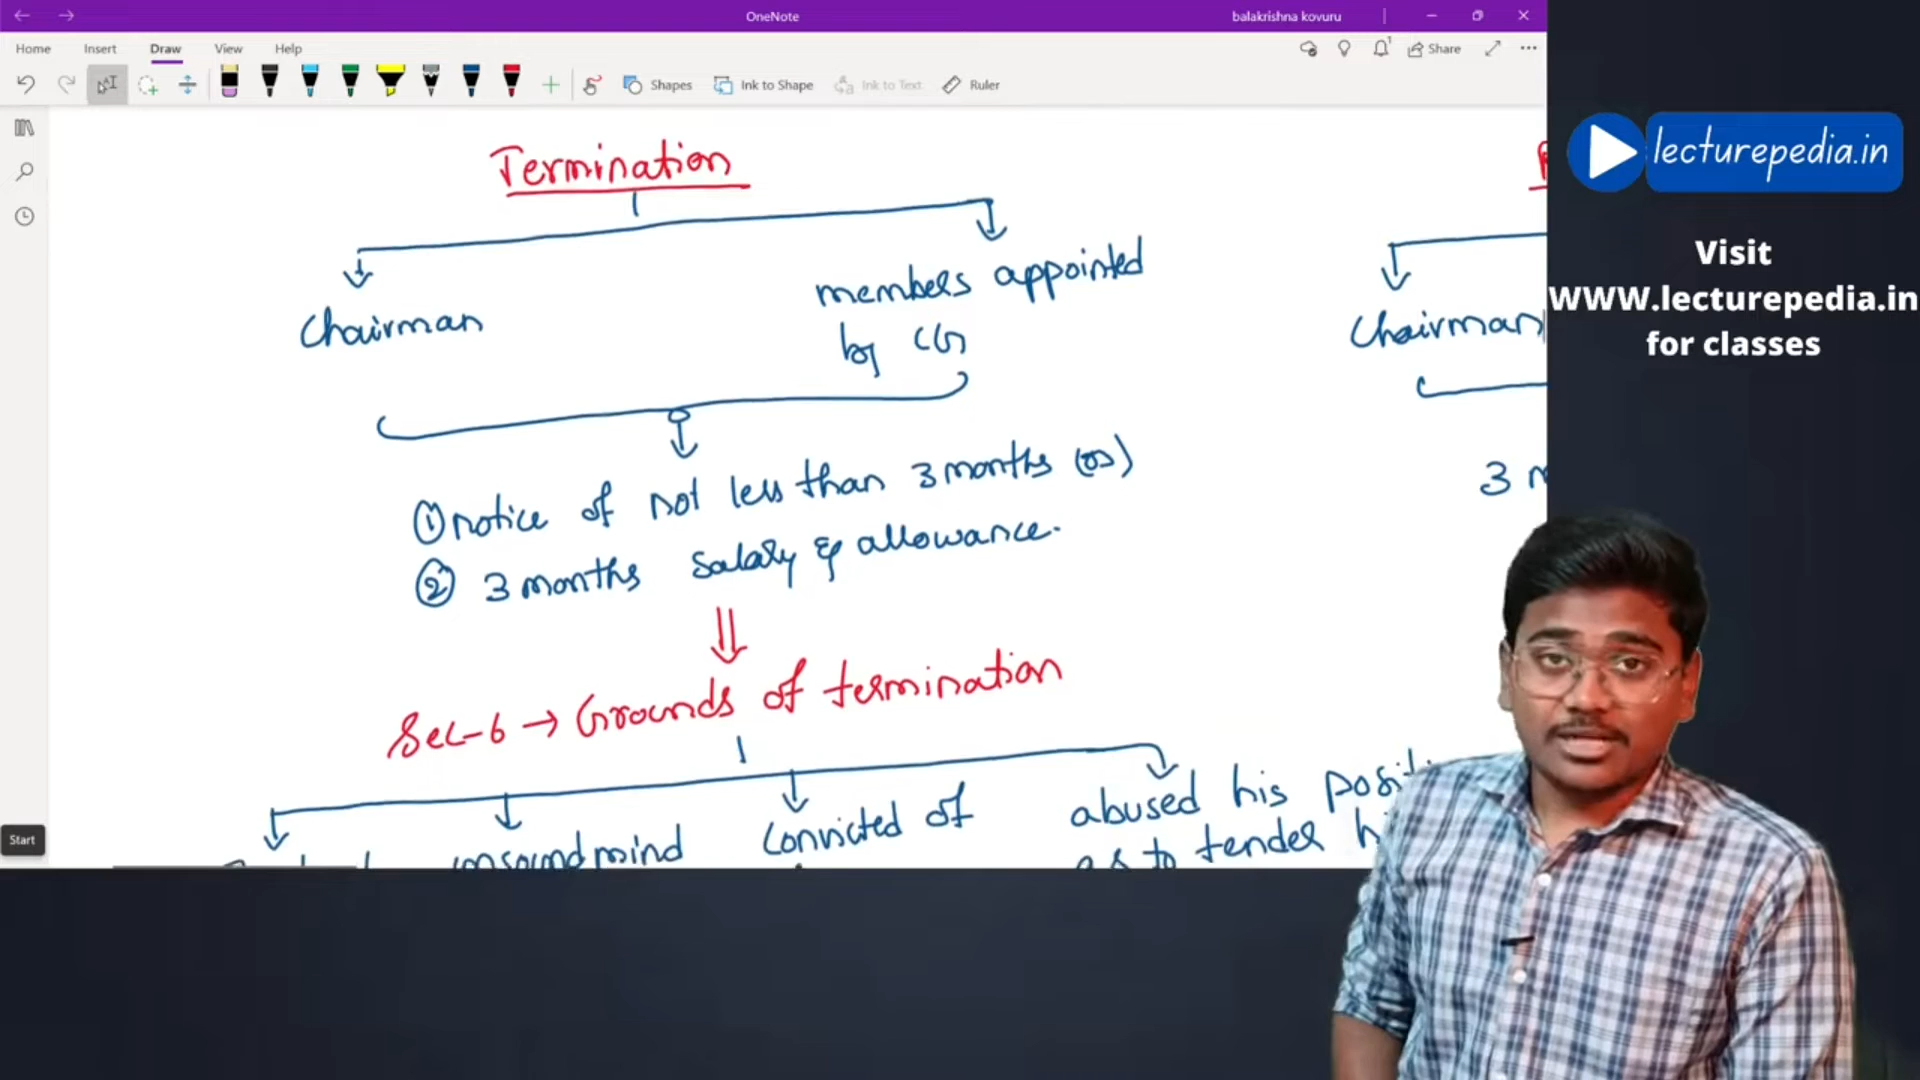 OneNote
balakrishna kovuru
Home Insert Draw View Help
1
Share
Shapes
Ink to Shape
Ink to Text
Ruler
lecturepedia.in
Visit
WWW.lecturepedia.in
for classes
Termination
Chairman
members appointed
by CG
Chairman
① notice of not less than 3 months (or)
② 3 months salary & allowance.
3
Sec-6 → Grounds of termination
unsound mind
Convicted of
abused his
as to tender
Start